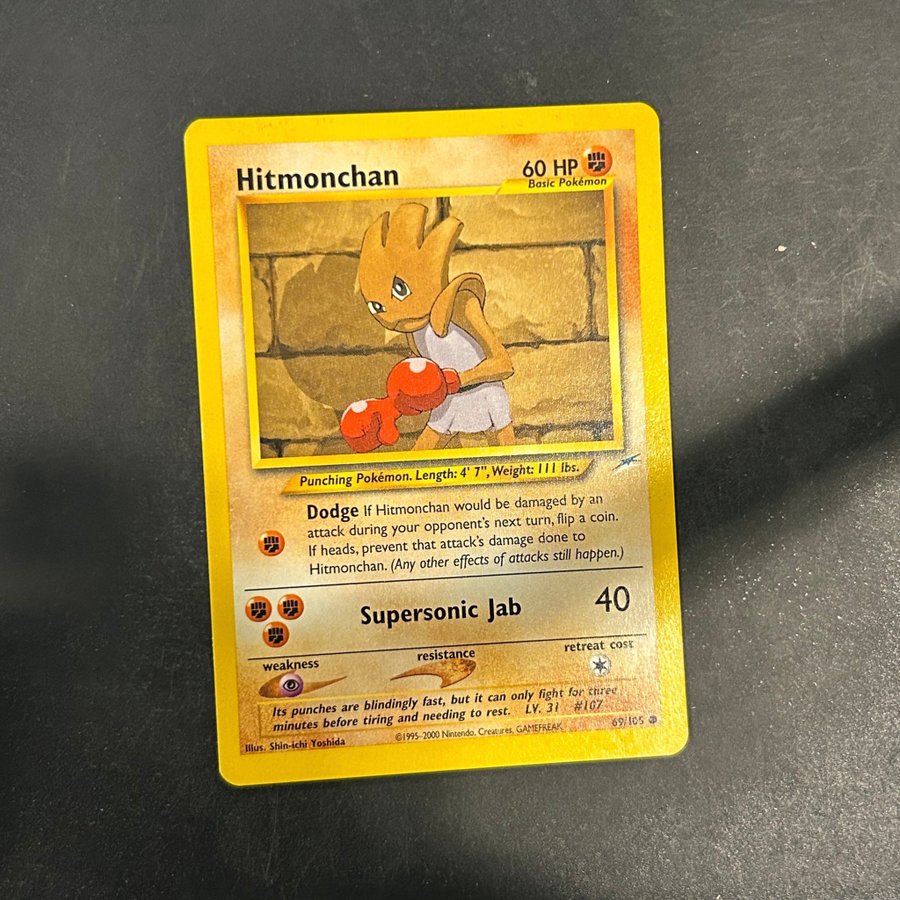 Hitmonchan
60 HP
Basic Pokémon
Punching Pokémon. Length: 4' 7", Weight: 111 lbs.
Dodge If Hitmonchan would be damaged by an
attack during your opponent's next turn, flip a coin.
If heads, prevent that attack's damage done to
Hitmonchan. (Any other effects of attacks still happen.)
Supersonic Jab 40
weakness resistance retreat cost
Its punches are blindingly fast, but it can only fight for three
minutes before tiring and needing to rest. LV. 31 #107
Illus. Shin-ichi Yoshida ©1995-2000 Nintendo, Creatures, GAMEFREAK 69/105